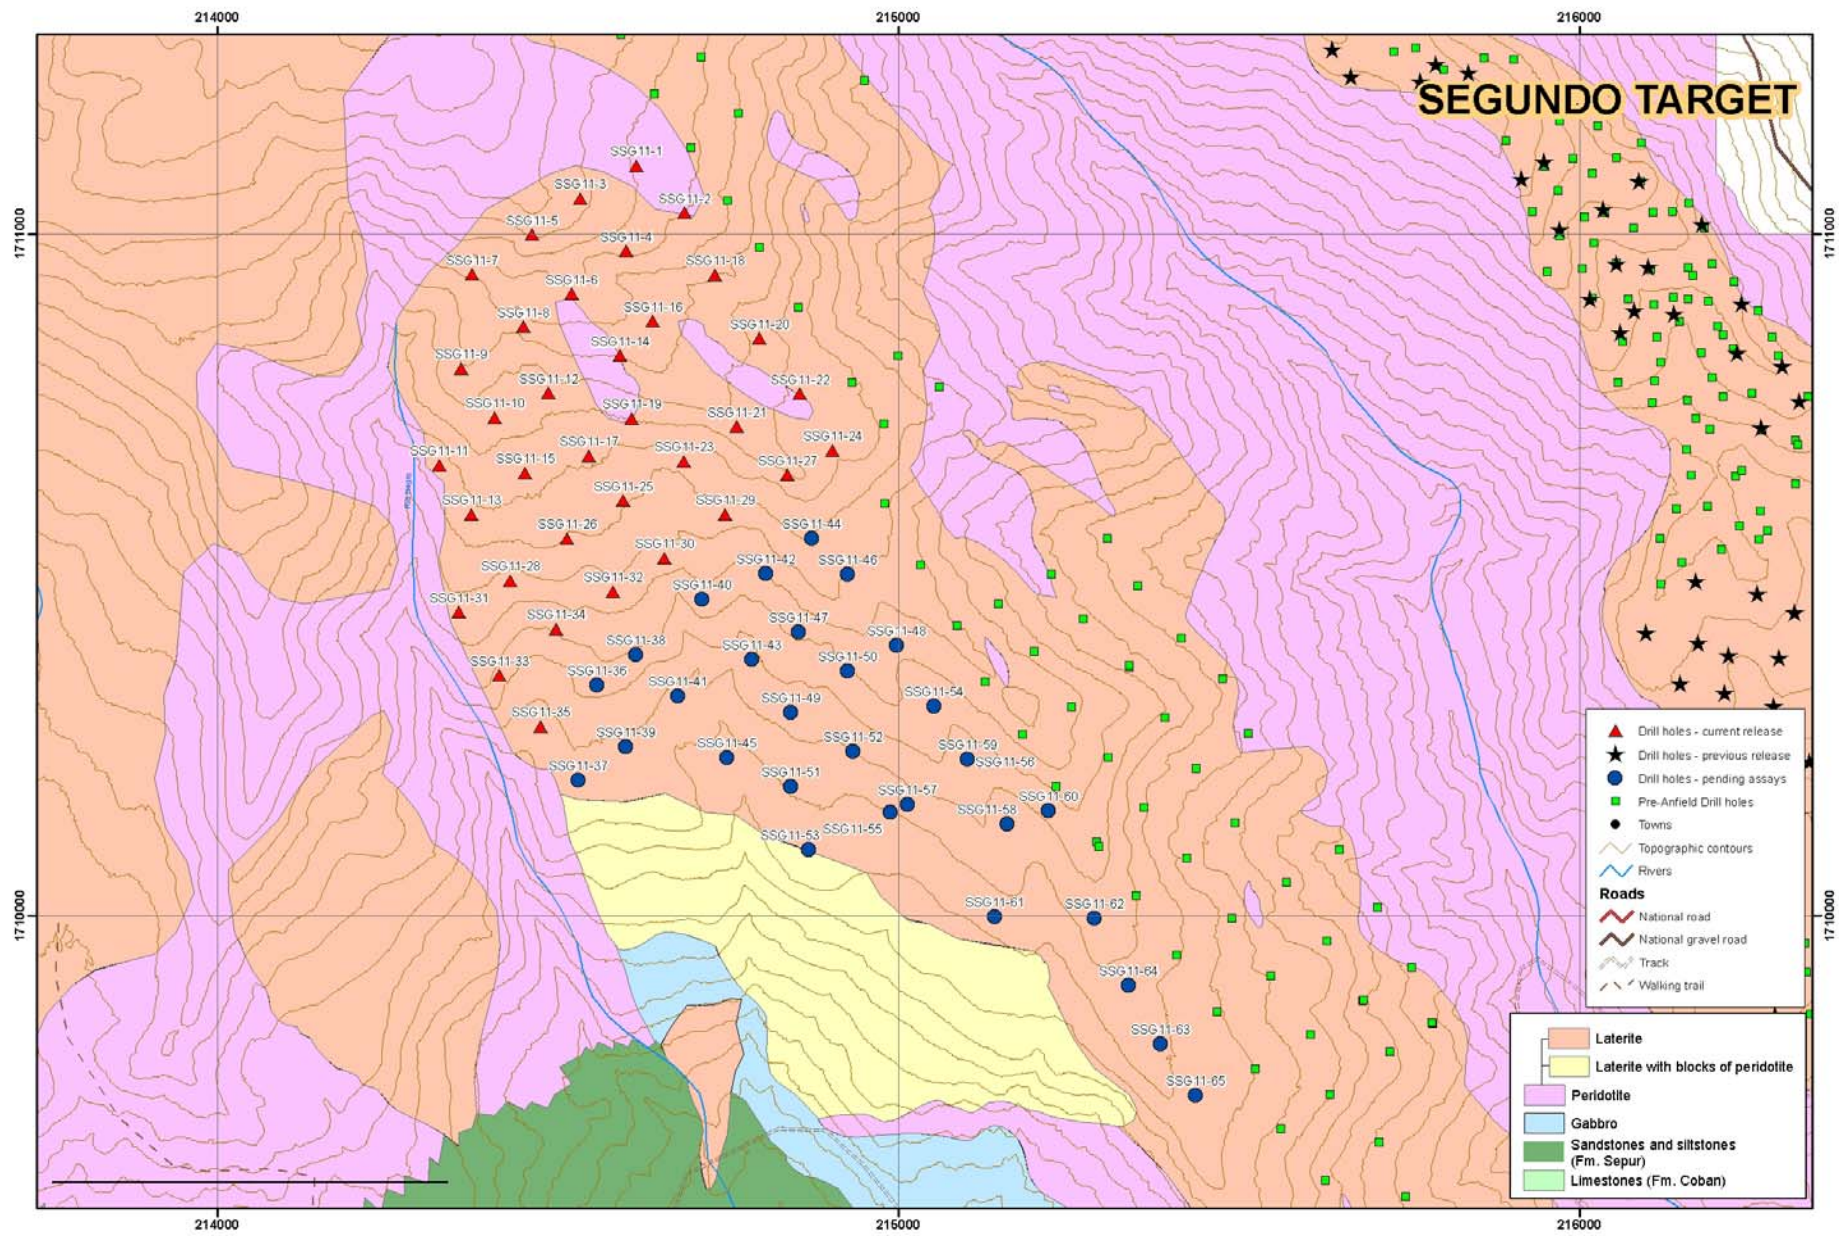 214000
215000
216000
SEGUNDO TARGET
SSG11-1
SSG11-3
SSG11-2
SSG11-5
1711000
1711000
SSG11-4
SSG11-7
SSG11-18
SSG11-6
SSG11-8
SSG11-16
SSG11-20
SSG11-14
SSG11-9
SSG11-12
SSG11-22
SSG11-10
SSG11-19
SSG11-21
SSG11-24
SSG11-17
SSG11-23
SSG11-11
SSG11-15
SSG11-27
SSG11-25
SSG11-13
SSG11-29
SSG11-26
SSG11-44
SSG11-30
SSG11-42
SSG11-46
SSG11-28
SSG11-32
SSG11-40
SSG11-31
SSG11-34
SSG11-47
SSG11-48
SSG11-38
SSG11-43
SSG11-50
SSG11-33
SSG11-36
SSG11-41
SSG11-54
SSG11-49
SSG11-35
SSG11-39
SSG11-45
SSG11-52
SSG11-59
SSG11-56
SSG11-37
SSG11-51
SSG11-57
SSG11-60
SSG11-58
SSG11-55
SSG11-53
SSG11-61
SSG11-62
SSG11-64
SSG11-63
SSG11-65
1710000
1710000
Drill holes - current release
Drill holes - previous release
Drill holes - pending assays
Pre-Anfield Drill holes
Towns
Topographic contours
Rivers
Roads
National road
National gravel road
Track
Walking trail
Laterite
Laterite with blocks of peridotite
Peridotite
Gabbro
Sandstones and siltstones
(Fm. Sepur)
Limestones (Fm. Coban)
214000
215000
216000